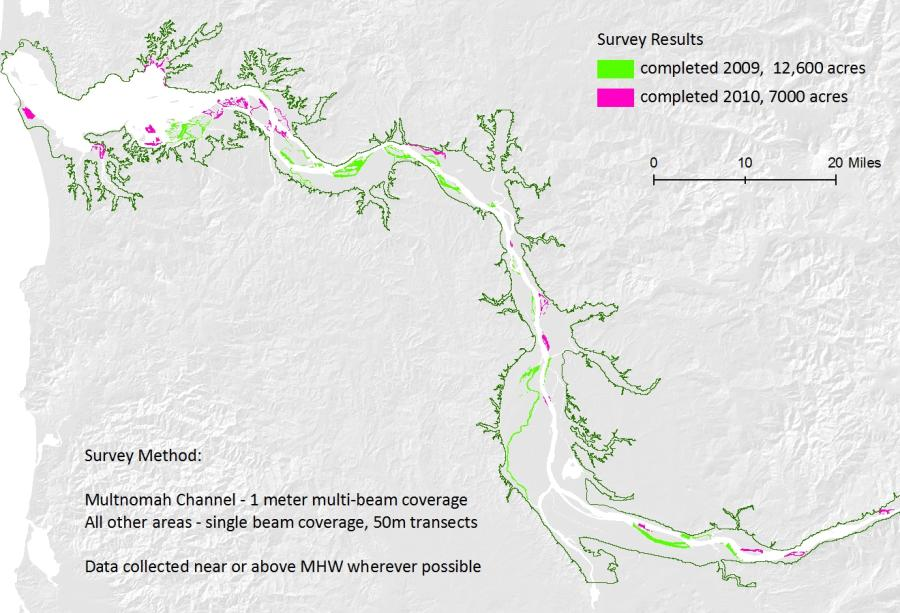 Survey Results
completed 2009, 12,600 acres
completed 2010, 7000 acres
0 10 20 Miles
Survey Method:
Multnomah Channel - 1 meter multi-beam coverage
All other areas - single beam coverage, 50m transects
Data collected near or above MHW wherever possible